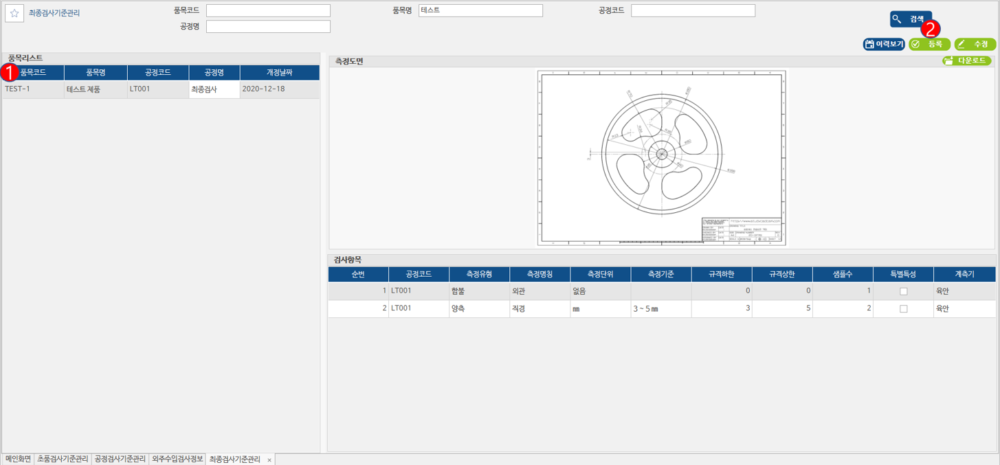 최종검사기준관리 품목코드 품목명 테스트 공정코드
검색
공정명
2
이력보기 등록 수정
품목리스트 측정도면 다운로드
1 품목코드 품목명 공정코드 공정명 개정날짜
TEST-1 테스트 제품 LT001 최종검사 2020-12-18
검사항목
순번 공정코드 측정유형 측정명칭 측정단위 측정기준 규격하한 규격상한 샘플수 특별특성 계측기
1 LT001 합불 외관 없음 0 0 1 육안
2 LT001 양측 직경 ㎜ 3 ~ 5 ㎜ 3 5 2 육안
메인화면 초품검사기준관리 공정검사기준관리 외주수입검사정보 최종검사기준관리 ×